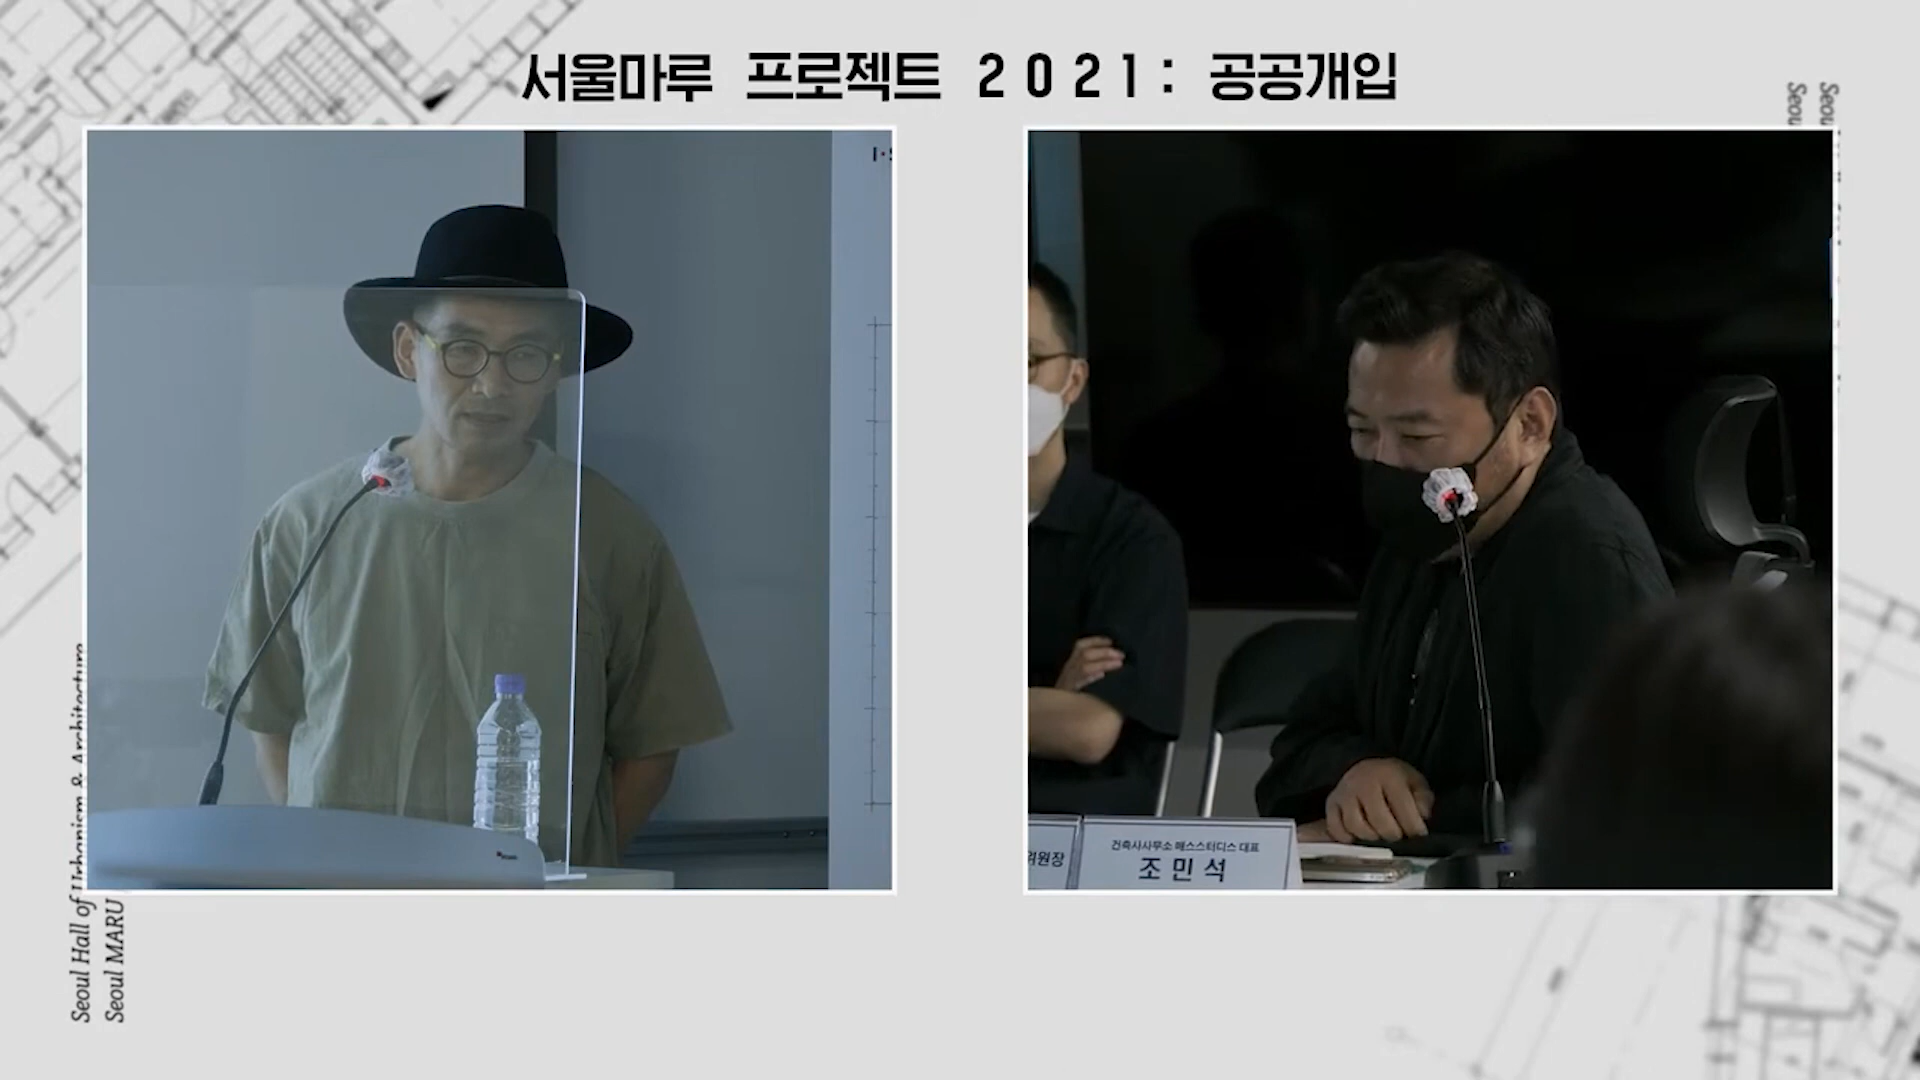 서울마루 프로젝트 2021: 공공개입
Seoul Hall of Urbanism & Architecture
Seoul MARU
Seou
Seou
건축사사무소 매스스터디스 대표
조민석
위원장